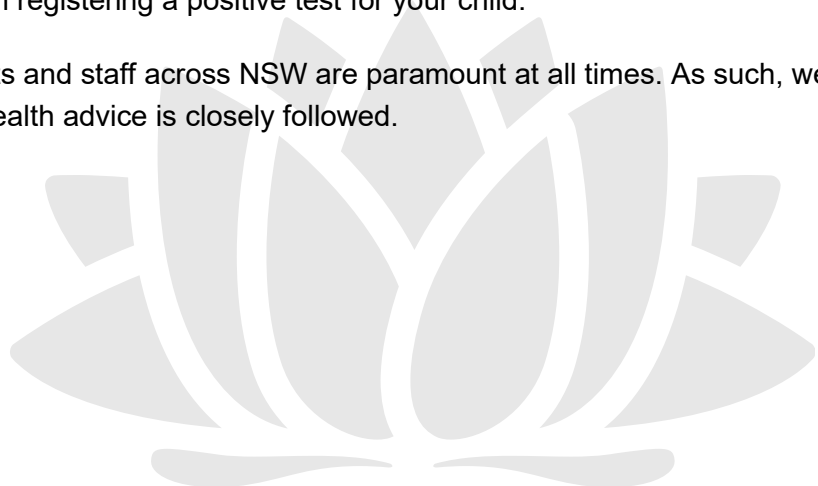 registering a positive test for your child.
and staff across NSW are paramount at all times. As such, we
advice is closely followed.